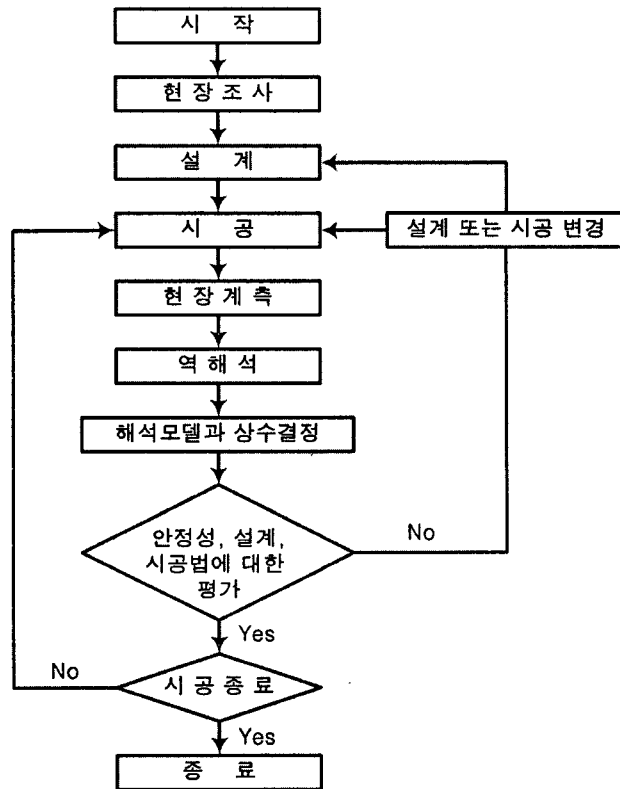 시 작
현 장 조 사
설 계
시 공
설계 또는 시공 변경
현 장 계 측
역 해 석
해석모델과 상수결정
안정성, 설계,
시공법에 대한
평가
No
Yes
No
시 공 종 료
Yes
종 료